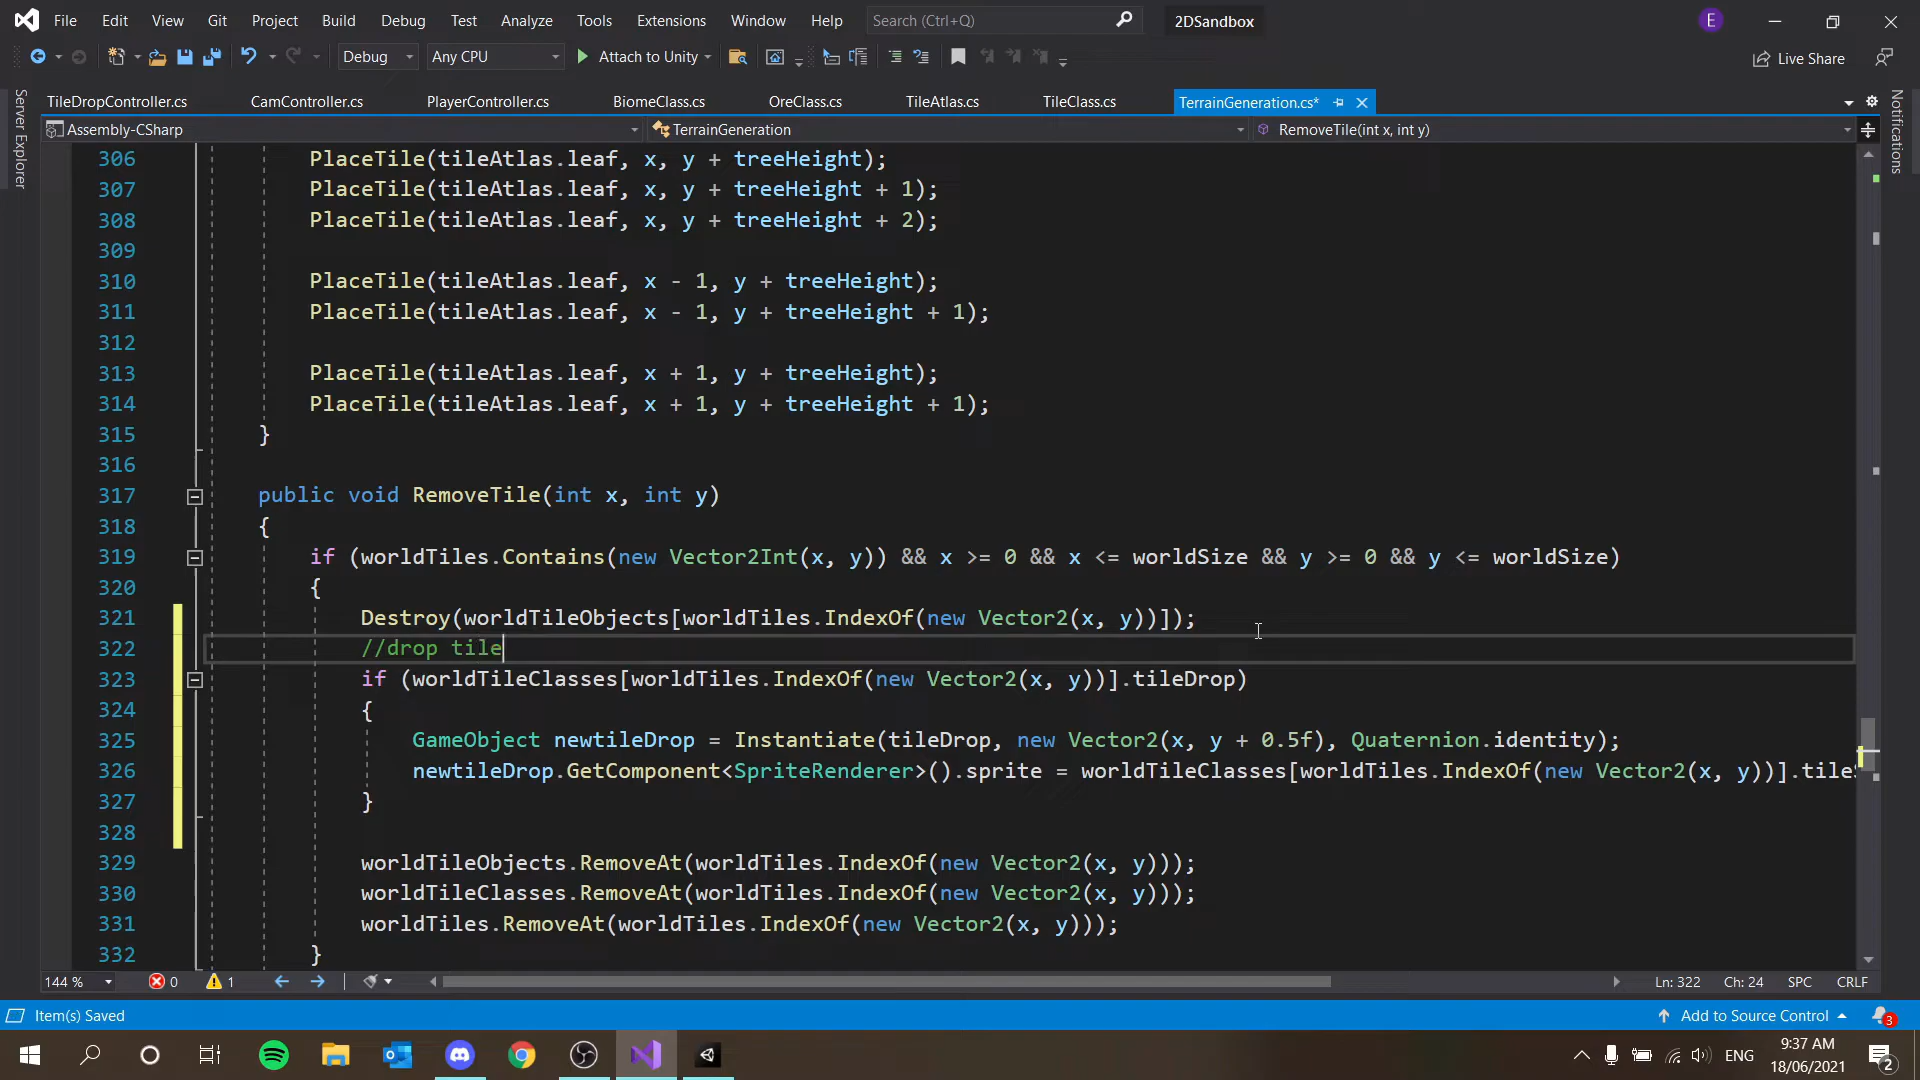 File Edit View Git Project Build Debug Test Analyze Tools Extensions Window Help Search (Ctrl+Q) 2DSandbox E
Debug Any CPU Attach to Unity Live Share
TileDropController.cs CamController.cs PlayerController.cs BiomeClass.cs OreClass.cs TileAtlas.cs TileClass.cs TerrainGeneration.cs*
Assembly-CSharp TerrainGeneration RemoveTile(int x, int y)
Server Explorer
Notifications
306 PlaceTile(tileAtlas.leaf, x, y + treeHeight);
307 PlaceTile(tileAtlas.leaf, x, y + treeHeight + 1);
308 PlaceTile(tileAtlas.leaf, x, y + treeHeight + 2);
309
310 PlaceTile(tileAtlas.leaf, x - 1, y + treeHeight);
311 PlaceTile(tileAtlas.leaf, x - 1, y + treeHeight + 1);
312
313 PlaceTile(tileAtlas.leaf, x + 1, y + treeHeight);
314 PlaceTile(tileAtlas.leaf, x + 1, y + treeHeight + 1);
315 }
316
317 public void RemoveTile(int x, int y)
318 {
319 if (worldTiles.Contains(new Vector2Int(x, y)) && x >= 0 && x <= worldSize && y >= 0 && y <= worldSize)
320 {
321 Destroy(worldTileObjects[worldTiles.IndexOf(new Vector2(x, y))]);
322 //drop tile
323 if (worldTileClasses[worldTiles.IndexOf(new Vector2(x, y))].tileDrop)
324 {
325 GameObject newtileDrop = Instantiate(tileDrop, new Vector2(x, y + 0.5f), Quaternion.identity);
326 newtileDrop.GetComponent<SpriteRenderer>().sprite = worldTileClasses[worldTiles.IndexOf(new Vector2(x, y))].tile
327 }
328
329 worldTileObjects.RemoveAt(worldTiles.IndexOf(new Vector2(x, y)));
330 worldTileClasses.RemoveAt(worldTiles.IndexOf(new Vector2(x, y)));
331 worldTiles.RemoveAt(worldTiles.IndexOf(new Vector2(x, y)));
332 }
144 % 0 1 Ln: 322 Ch: 24 SPC CRLF
Item(s) Saved Add to Source Control 3
ENG 9:37 AM
18/06/2021 2